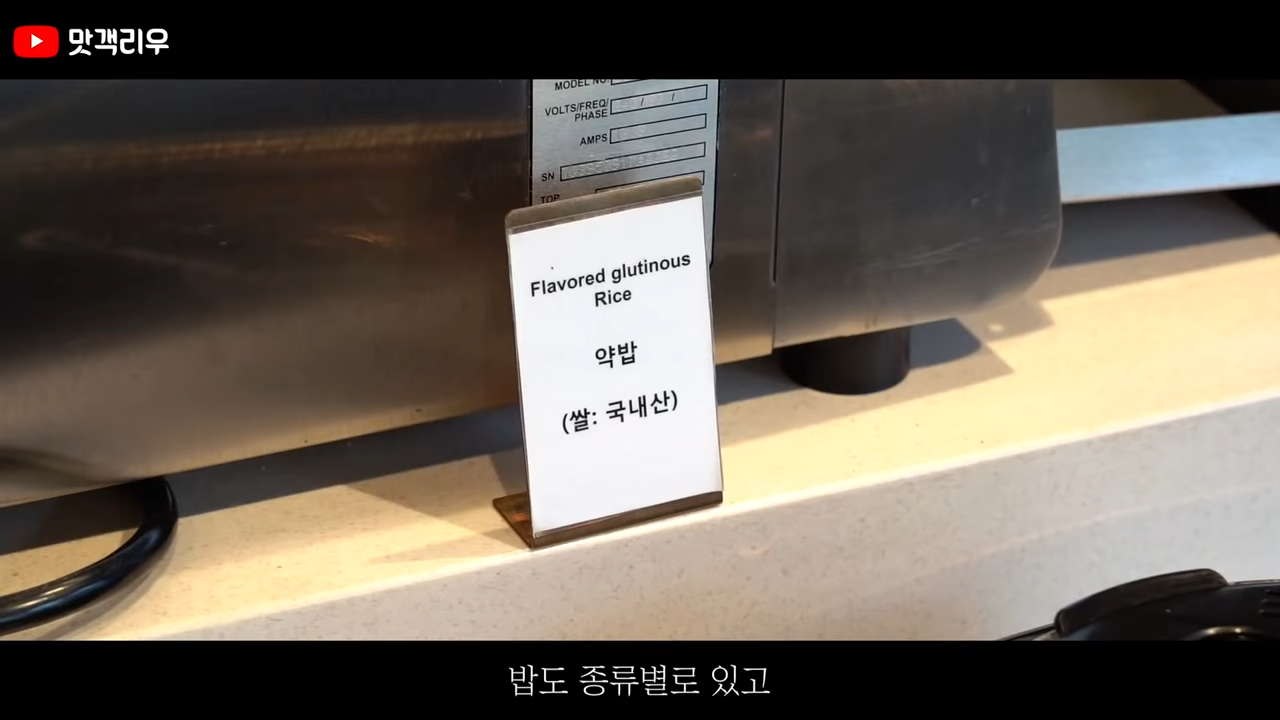 맛객리우
MODEL NO.
VOLTS/FREQ/
PHASE
AMPS
SN
TOP
Flavored glutinous
Rice
약밥
(쌀: 국내산)
밥도 종류별로 있고